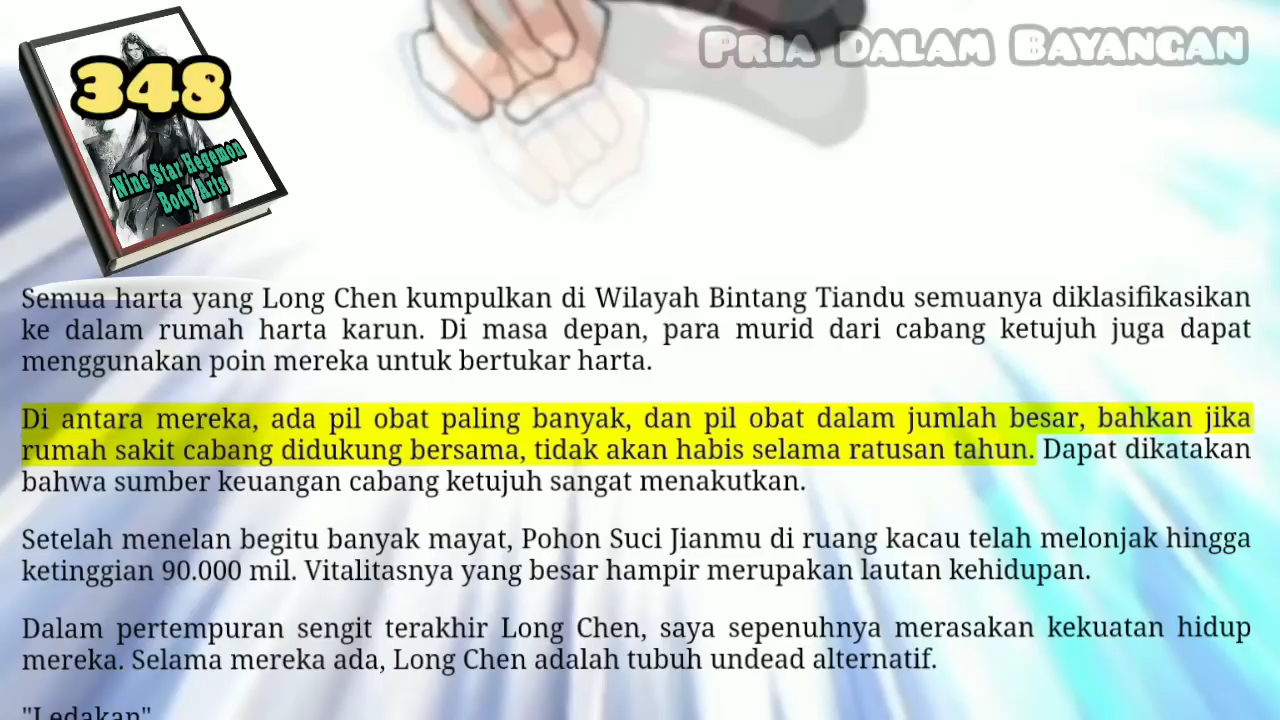 348
Nine Star Hegemon
Body Arts
Pria Dalam Bayangan
Semua harta yang Long Chen kumpulkan di Wilayah Bintang Tiandu semuanya diklasifikasikan
ke dalam rumah harta karun. Di masa depan, para murid dari cabang ketujuh juga dapat
menggunakan poin mereka untuk bertukar harta.
Di antara mereka, ada pil obat paling banyak, dan pil obat dalam jumlah besar, bahkan jika
rumah sakit cabang didukung bersama, tidak akan habis selama ratusan tahun. Dapat dikatakan
bahwa sumber keuangan cabang ketujuh sangat menakutkan.
Setelah menelan begitu banyak mayat, Pohon Suci Jianmu di ruang kacau telah melonjak hingga
ketinggian 90.000 mil. Vitalitasnya yang besar hampir merupakan lautan kehidupan.
Dalam pertempuran sengit terakhir Long Chen, saya sepenuhnya merasakan kekuatan hidup
mereka. Selama mereka ada, Long Chen adalah tubuh undead alternatif.
"Ledakan"